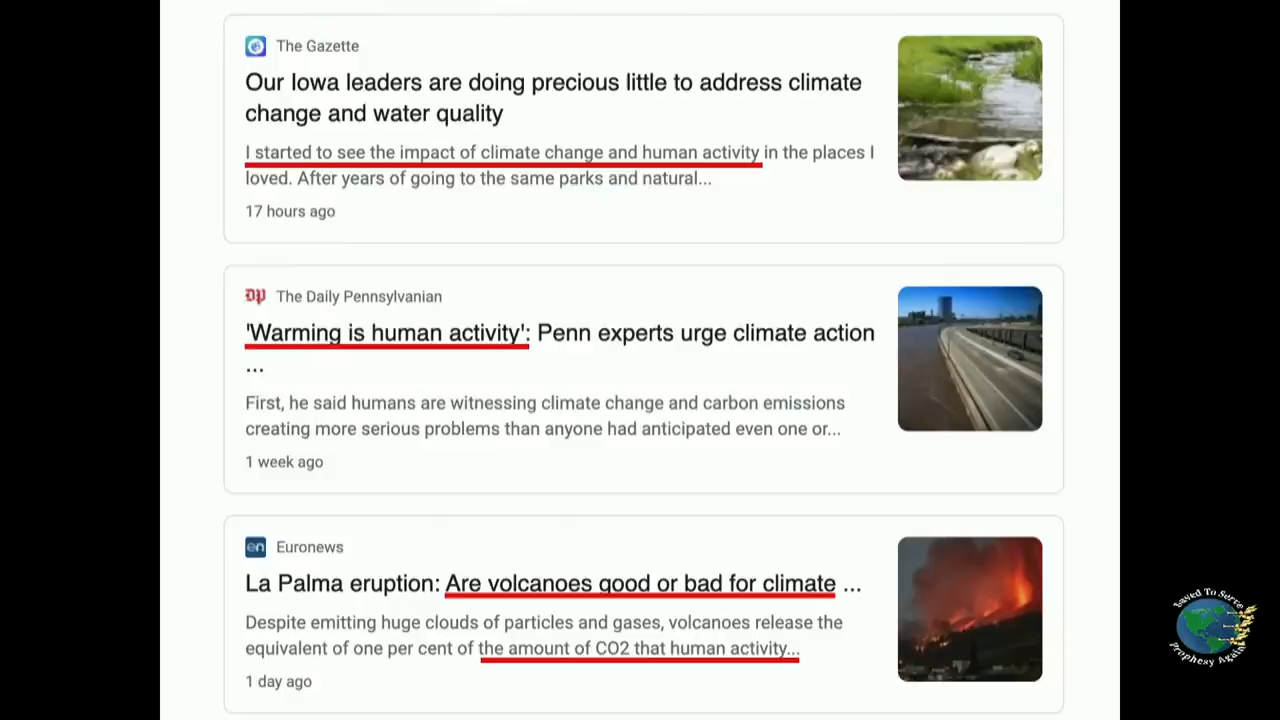 The Gazette
Our Iowa leaders are doing precious little to address climate
change and water quality
I started to see the impact of climate change and human activity in the places I
loved. After years of going to the same parks and natural...
17 hours ago
DP The Daily Pennsylvanian
'Warming is human activity': Penn experts urge climate action
...
First, he said humans are witnessing climate change and carbon emissions
creating more serious problems than anyone had anticipated even one or...
1 week ago
en Euronews
La Palma eruption: Are volcanoes good or bad for climate ...
Despite emitting huge clouds of particles and gases, volcanoes release the
equivalent of one per cent of the amount of CO2 that human activity...
1 day ago
To Serve
Prophesy Again